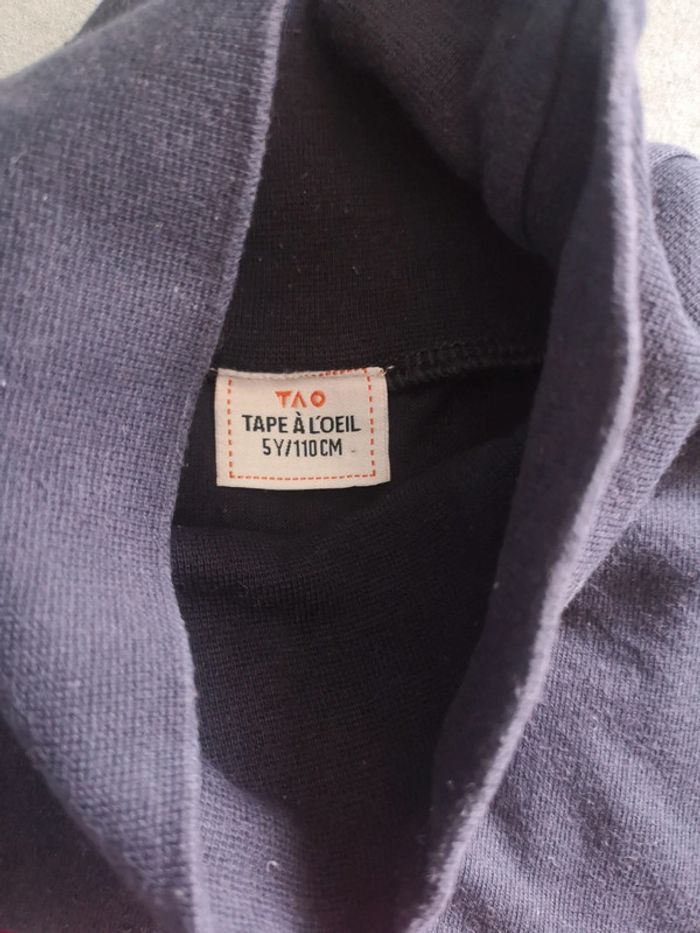 TAO
TAPE À L'OEIL
5Y/110CM